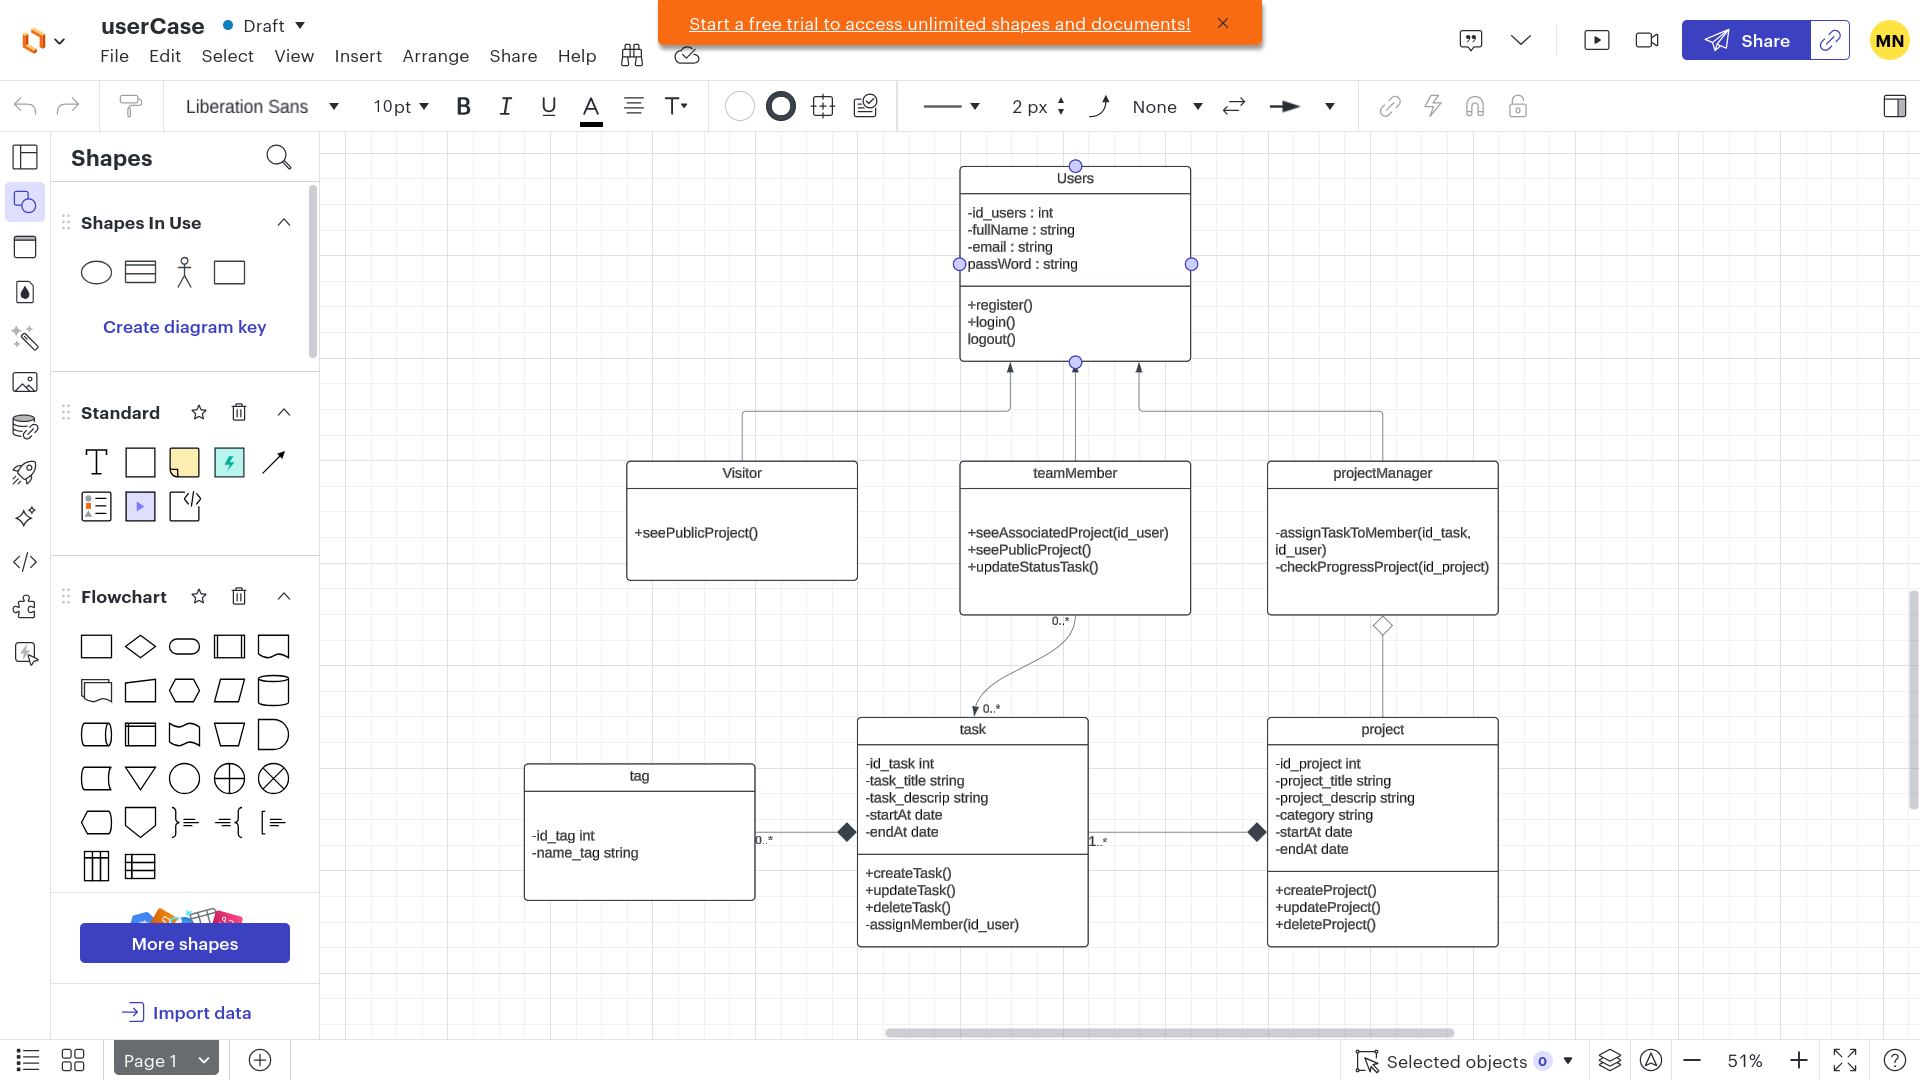 userCase
Draft
Start a free trial to access unlimited shapes and documents!
File Edit Select View Insert Arrange Share Help
Share
MN
Liberation Sans
10pt
B I U A T
2 px
None
Shapes
Shapes In Use
Create diagram key
Standard
T
Flowchart
More shapes
Import data
Users
-id_users : int
-fullName : string
-email : string
passWord : string
+register()
+login()
logout()
Visitor
+seePublicProject()
teamMember
+seeAssociatedProject(id_user)
+seePublicProject()
+updateStatusTask()
projectManager
-assignTaskToMember(id_task,
id_user)
-checkProgressProject(id_project)
0..*
0..*
tag
-id_tag int
-name_tag string
0..*
task
-id_task int
-task_title string
-task_descrip string
-startAt date
-endAt date
+createTask()
+updateTask()
+deleteTask()
-assignMember(id_user)
1..*
project
-id_project int
-project_title string
-project_descrip string
-category string
-startAt date
-endAt date
+createProject()
+updateProject()
+deleteProject()
Page 1
Selected objects 0
51%